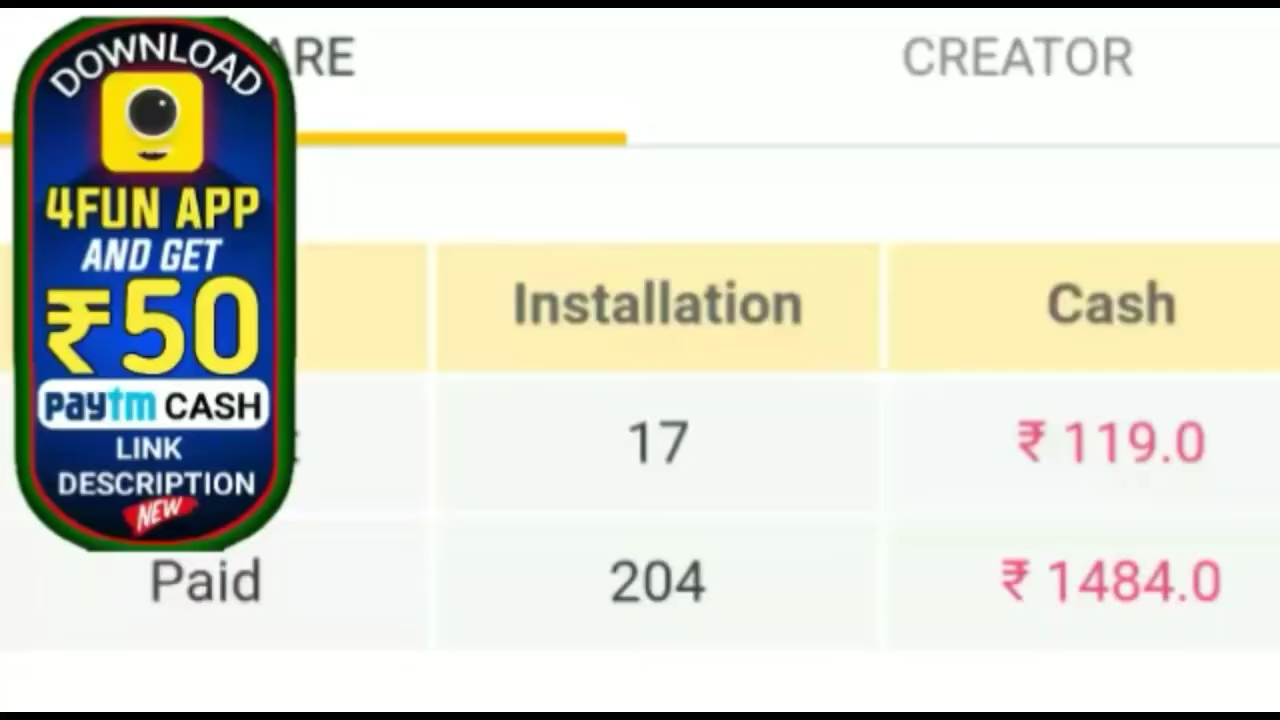 DOWNLOAD
4FUN APP
AND GET
₹50
paytm CASH
LINK
DESCRIPTION
NEW
ARE
CREATOR
Installation
Cash
17
₹ 119.0
Paid
204
₹ 1484.0